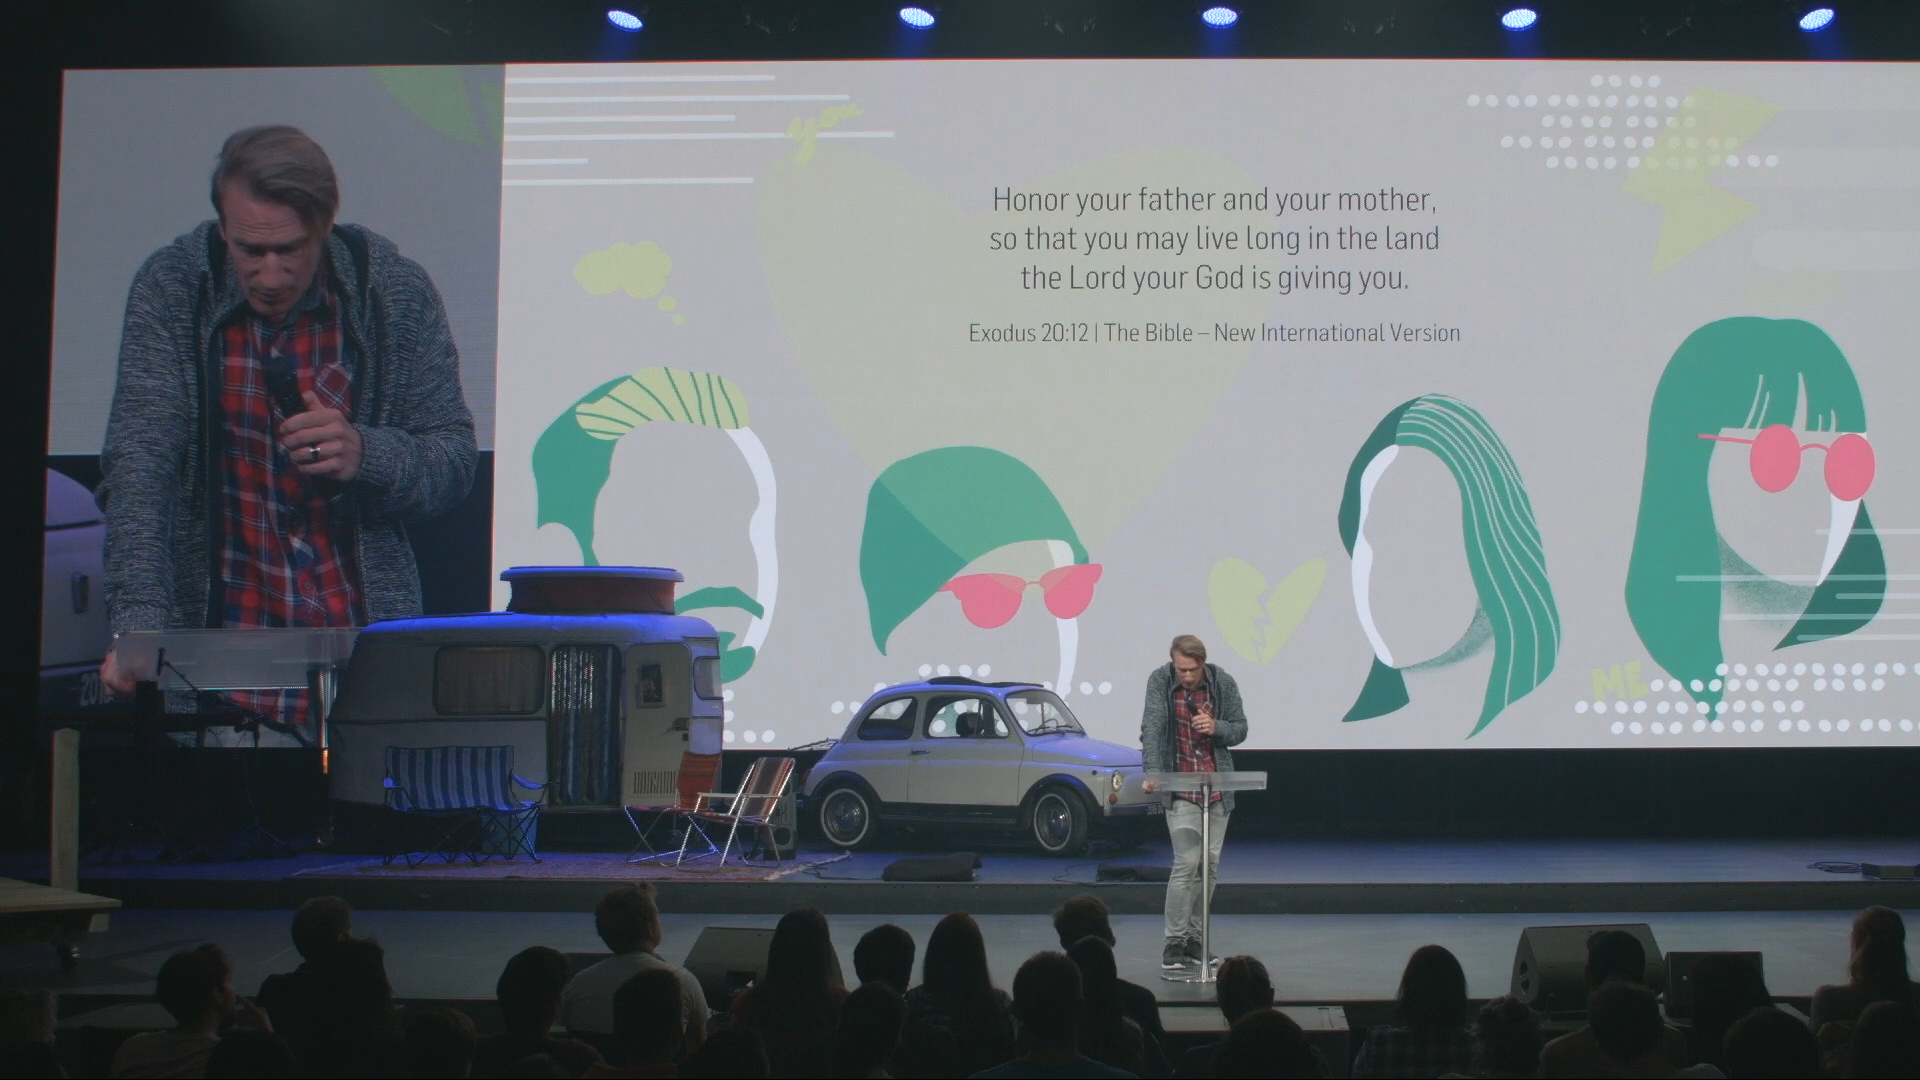 you
Honor your father and your mother,
so that you may live long in the land
the Lord your God is giving you.
Exodus 20:12 | The Bible – New International Version
ME